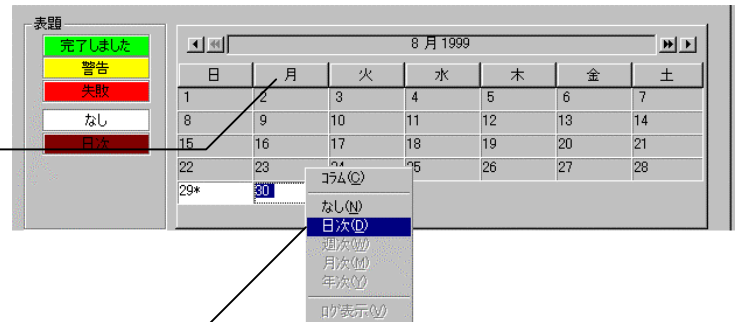 表題
完了しました
警告
失敗
なし
日次
8 月 1999
日 月 火 水 木 金 土
1 2 3 4 5 6 7
8 9 10 11 12 13 14
15 16 17 18 19 20 21
22 23 24 25 26 27 28
29* 30
コラム(C)
なし(N)
日次(D)
週次(W)
月次(M)
年次(Y)
ログ表示(V)